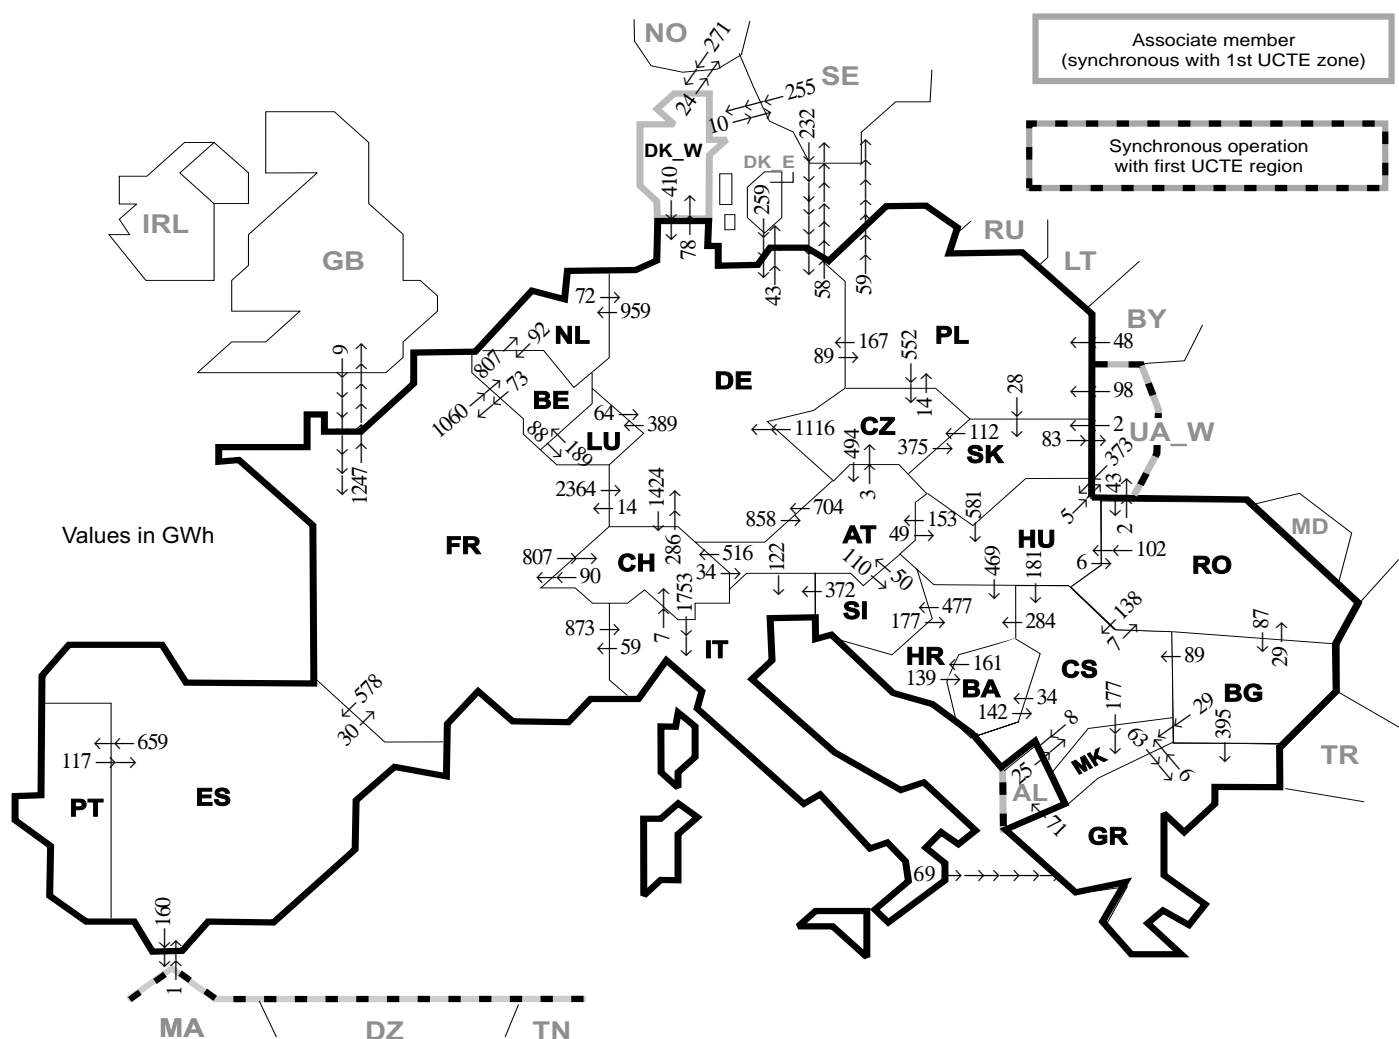 NO
271
24
SE
255
10
232
Associate member
(synchronous with 1st UCTE zone)
Synchronous operation
with first UCTE region
DK_W
410
78
DK_E
259
43
58
59
IRL
GB
RU
LT
BY
9
1247
72
959
NL
807
92
PL
167
89
552
14
28
48
98
2
83
UA_W
DE
BE
73
1060
64
389
LU
88
189
1116
CZ
494
3
375
112
SK
373
43
5
2
2364
14
1424
286
704
858
AT
153
49
581
HU
102
6
RO
MD
Values in GWh
FR
CH
807
90
516
34
122
1753
7
110
50
372
SI
477
177
469
181
284
138
7
87
29
873
59
IT
HR
161
139
BA
34
142
CS
89
177
BG
29
395
578
30
659
117
PT
ES
8
25
AL
MK
63
6
71
GR
TR
69
160
1
MA
DZ
TN